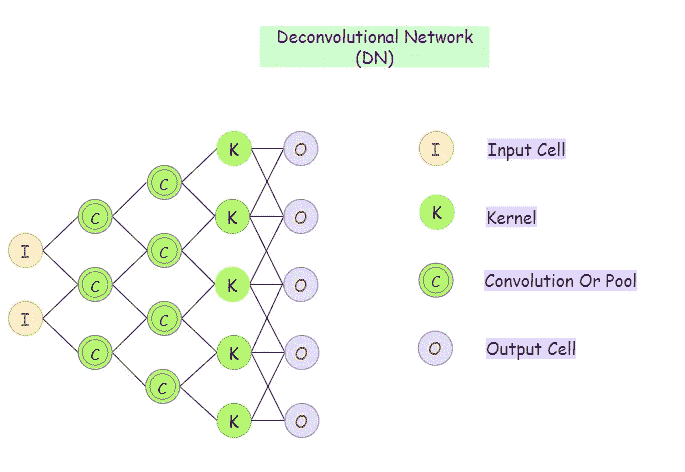 Deconvolutional Network
(DN)
K O
C
C
K O
I
C
C
K O
I
C
C
K O
C
K O
I Input Cell
K Kernel
C Convolution Or Pool
O Output Cell